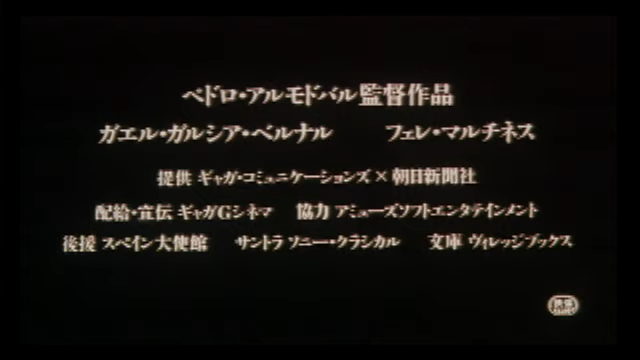 ペドロ・アルモドバル監督作品
ガエル・ガルシア・ベルナル　フェレ・マルチネス
提供 ギャガ・コミュニケーションズ×朝日新聞社
配給・宣伝 ギャガGシネマ　協力 アミューズソフトエンタテインメント
後援 スペイン大使館　サントラ ソニー・クラシカル　文庫 ヴィレッジブックス